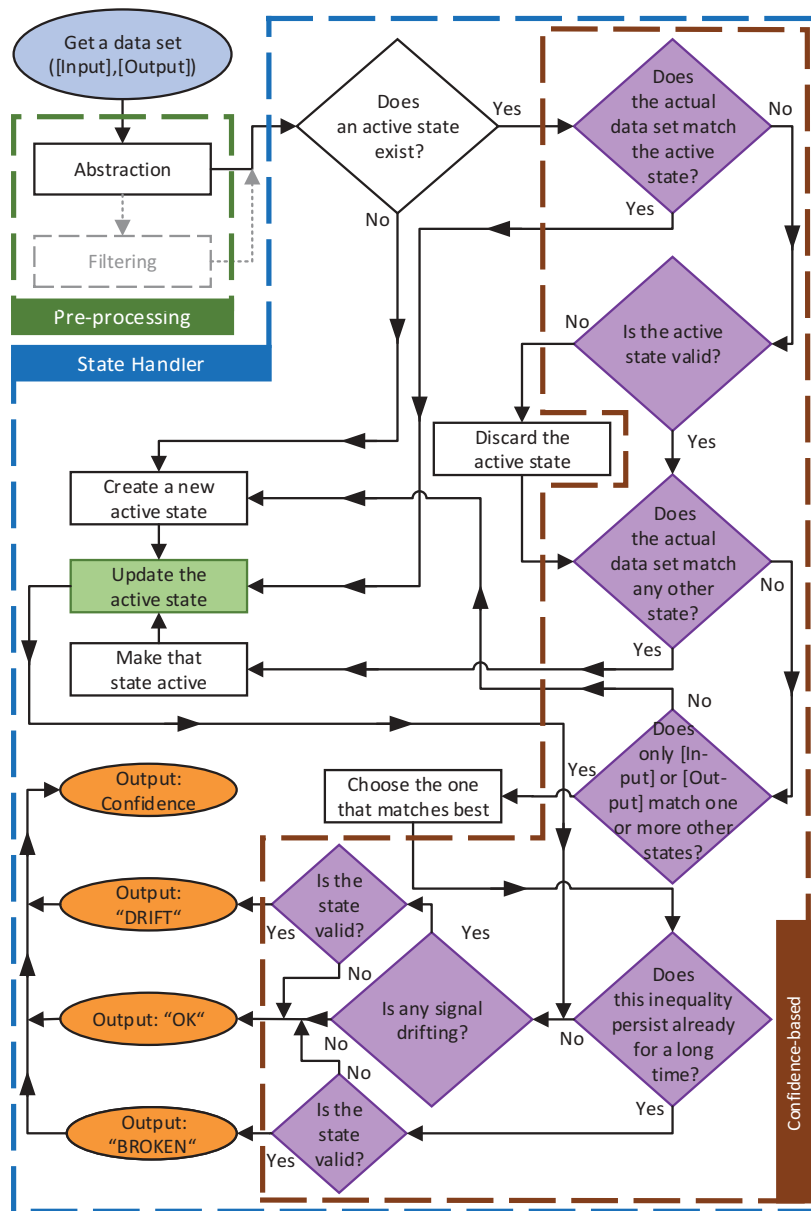 Get a data set
([Input],[Output])
Abstraction
Filtering
Pre-processing
State Handler
Does
an active state
exist?
Yes
No
Does
the actual
data set match
the active
state?
No
Yes
Is the active
state valid?
No
Yes
Discard the
active state
Create a new
active state
Update the
active state
Make that
state active
Does
the actual
data set match
any other
state?
No
Yes
No
Does
only [In-
put] or [Out-
put] match one
or more other
states?
Yes
Choose the one
that matches best
Output:
Confidence
Output:
“DRIFT“
Output: “OK“
Output:
“BROKEN“
Is the
state
valid?
Yes
No
Yes
Is any signal
drifting?
No
No
Does
this inequality
persist already
for a long
time?
Yes
No
Is the
state
valid?
Yes
Confidence-based